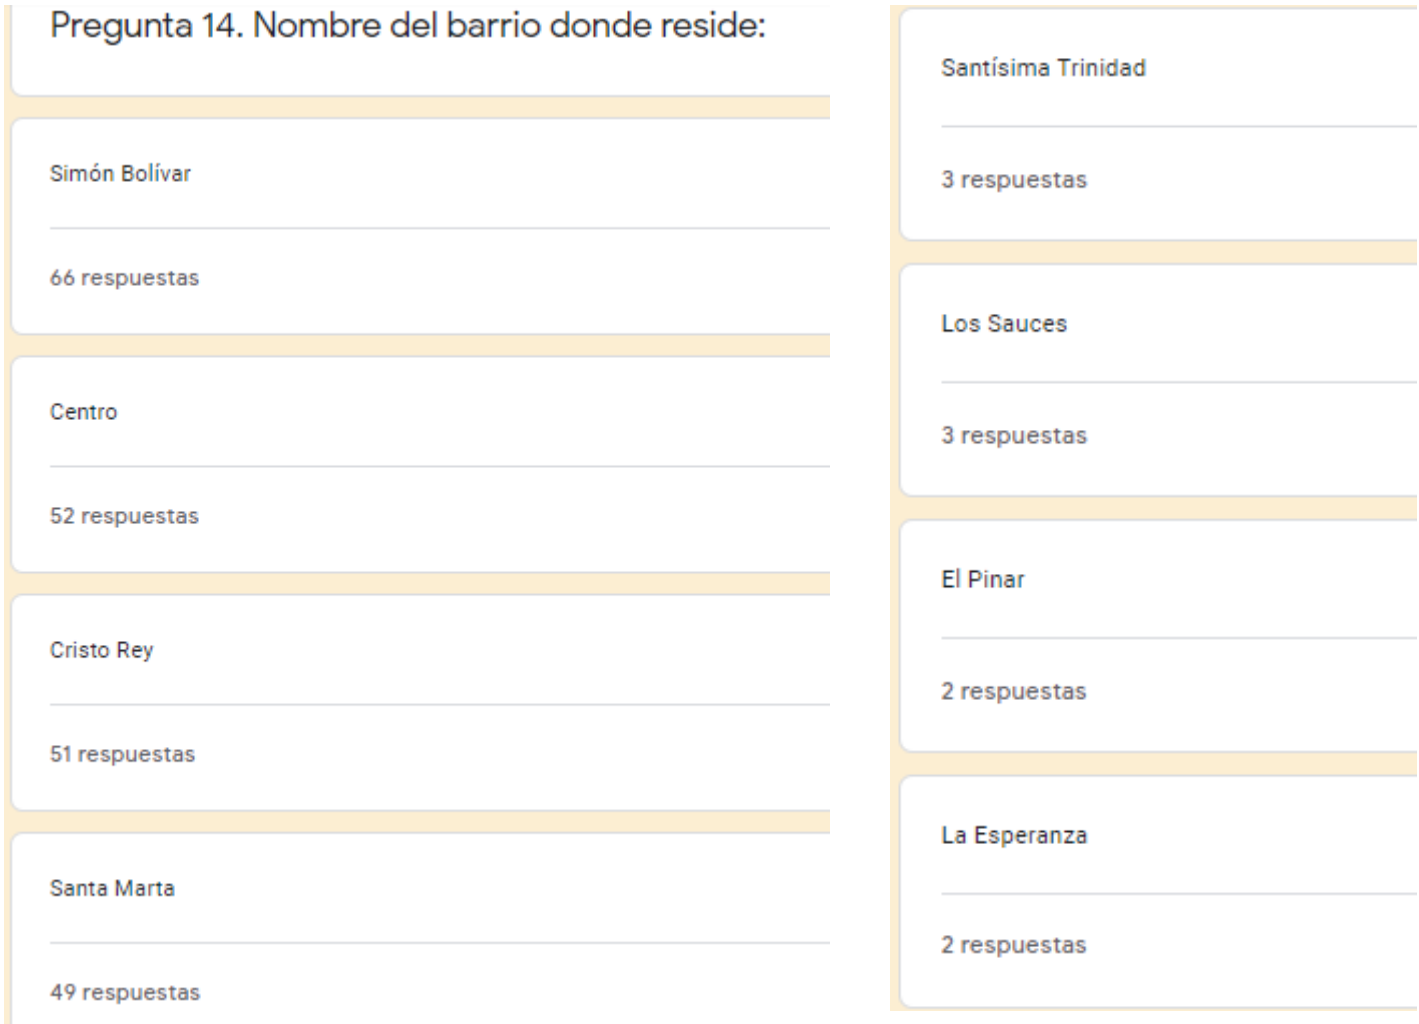 Pregunta 14. Nombre del barrio donde reside:
Simón Bolívar
66 respuestas
Centro
52 respuestas
Cristo Rey
51 respuestas
Santa Marta
49 respuestas
Santísima Trinidad
3 respuestas
Los Sauces
3 respuestas
El Pinar
2 respuestas
La Esperanza
2 respuestas